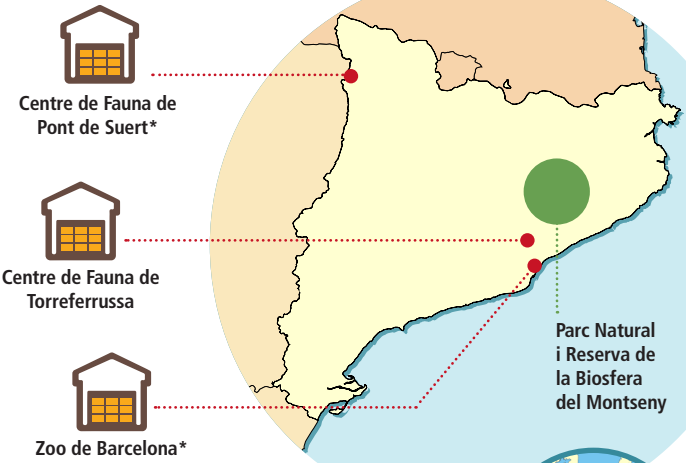 Centre de Fauna de
Pont de Suert*
Centre de Fauna de
Torreferrussa
Parc Natural
i Reserva de
la Biosfera
del Montseny
Zoo de Barcelona*